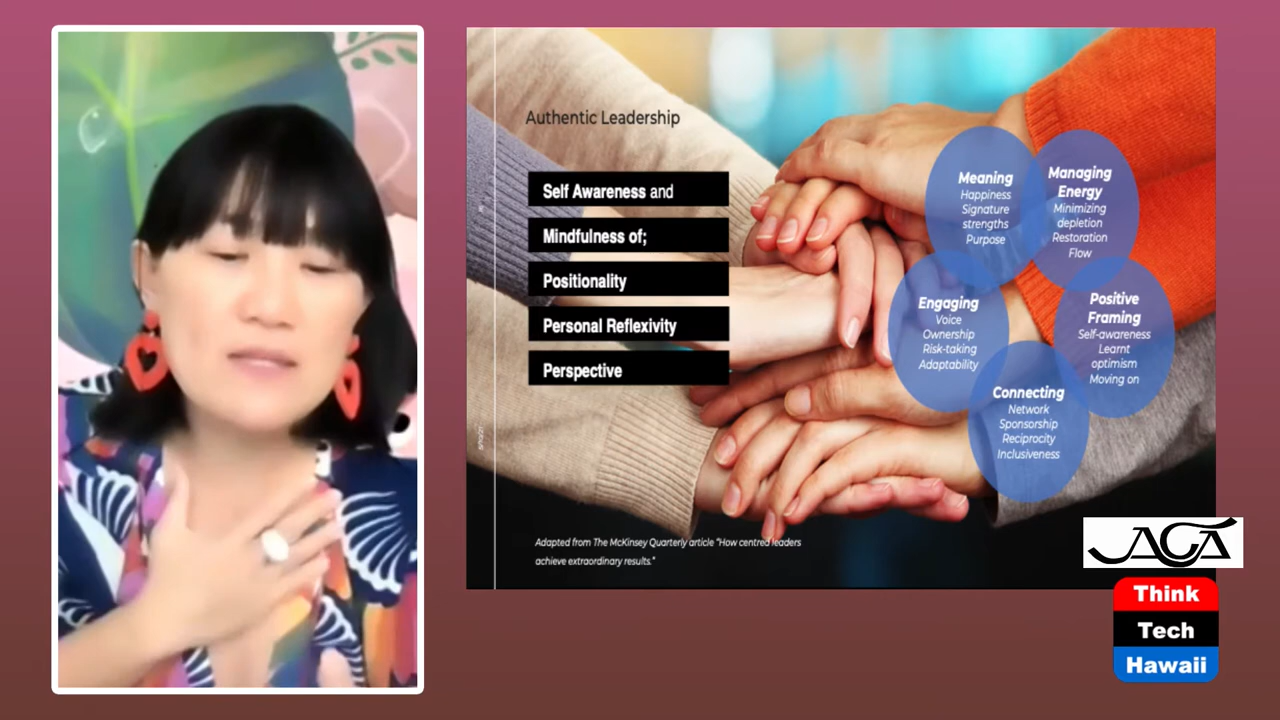 Authentic Leadership
Self Awareness and
Mindfulness of;
Positionality
Personal Reflexivity
Perspective
Meaning
Happiness
Signature
strengths
Purpose
Managing
Energy
Minimizing
depletion
Restoration
Flow
Engaging
Voice
Ownership
Risk-taking
Adaptability
Positive
Framing
Self-awareness
Learnt
optimism
Moving on
Connecting
Network
Sponsorship
Reciprocity
Inclusiveness
Adapted from The McKinsey Quarterly article "How centred leaders
achieve extraordinary results."
JAGA
Think
Tech
Hawaii